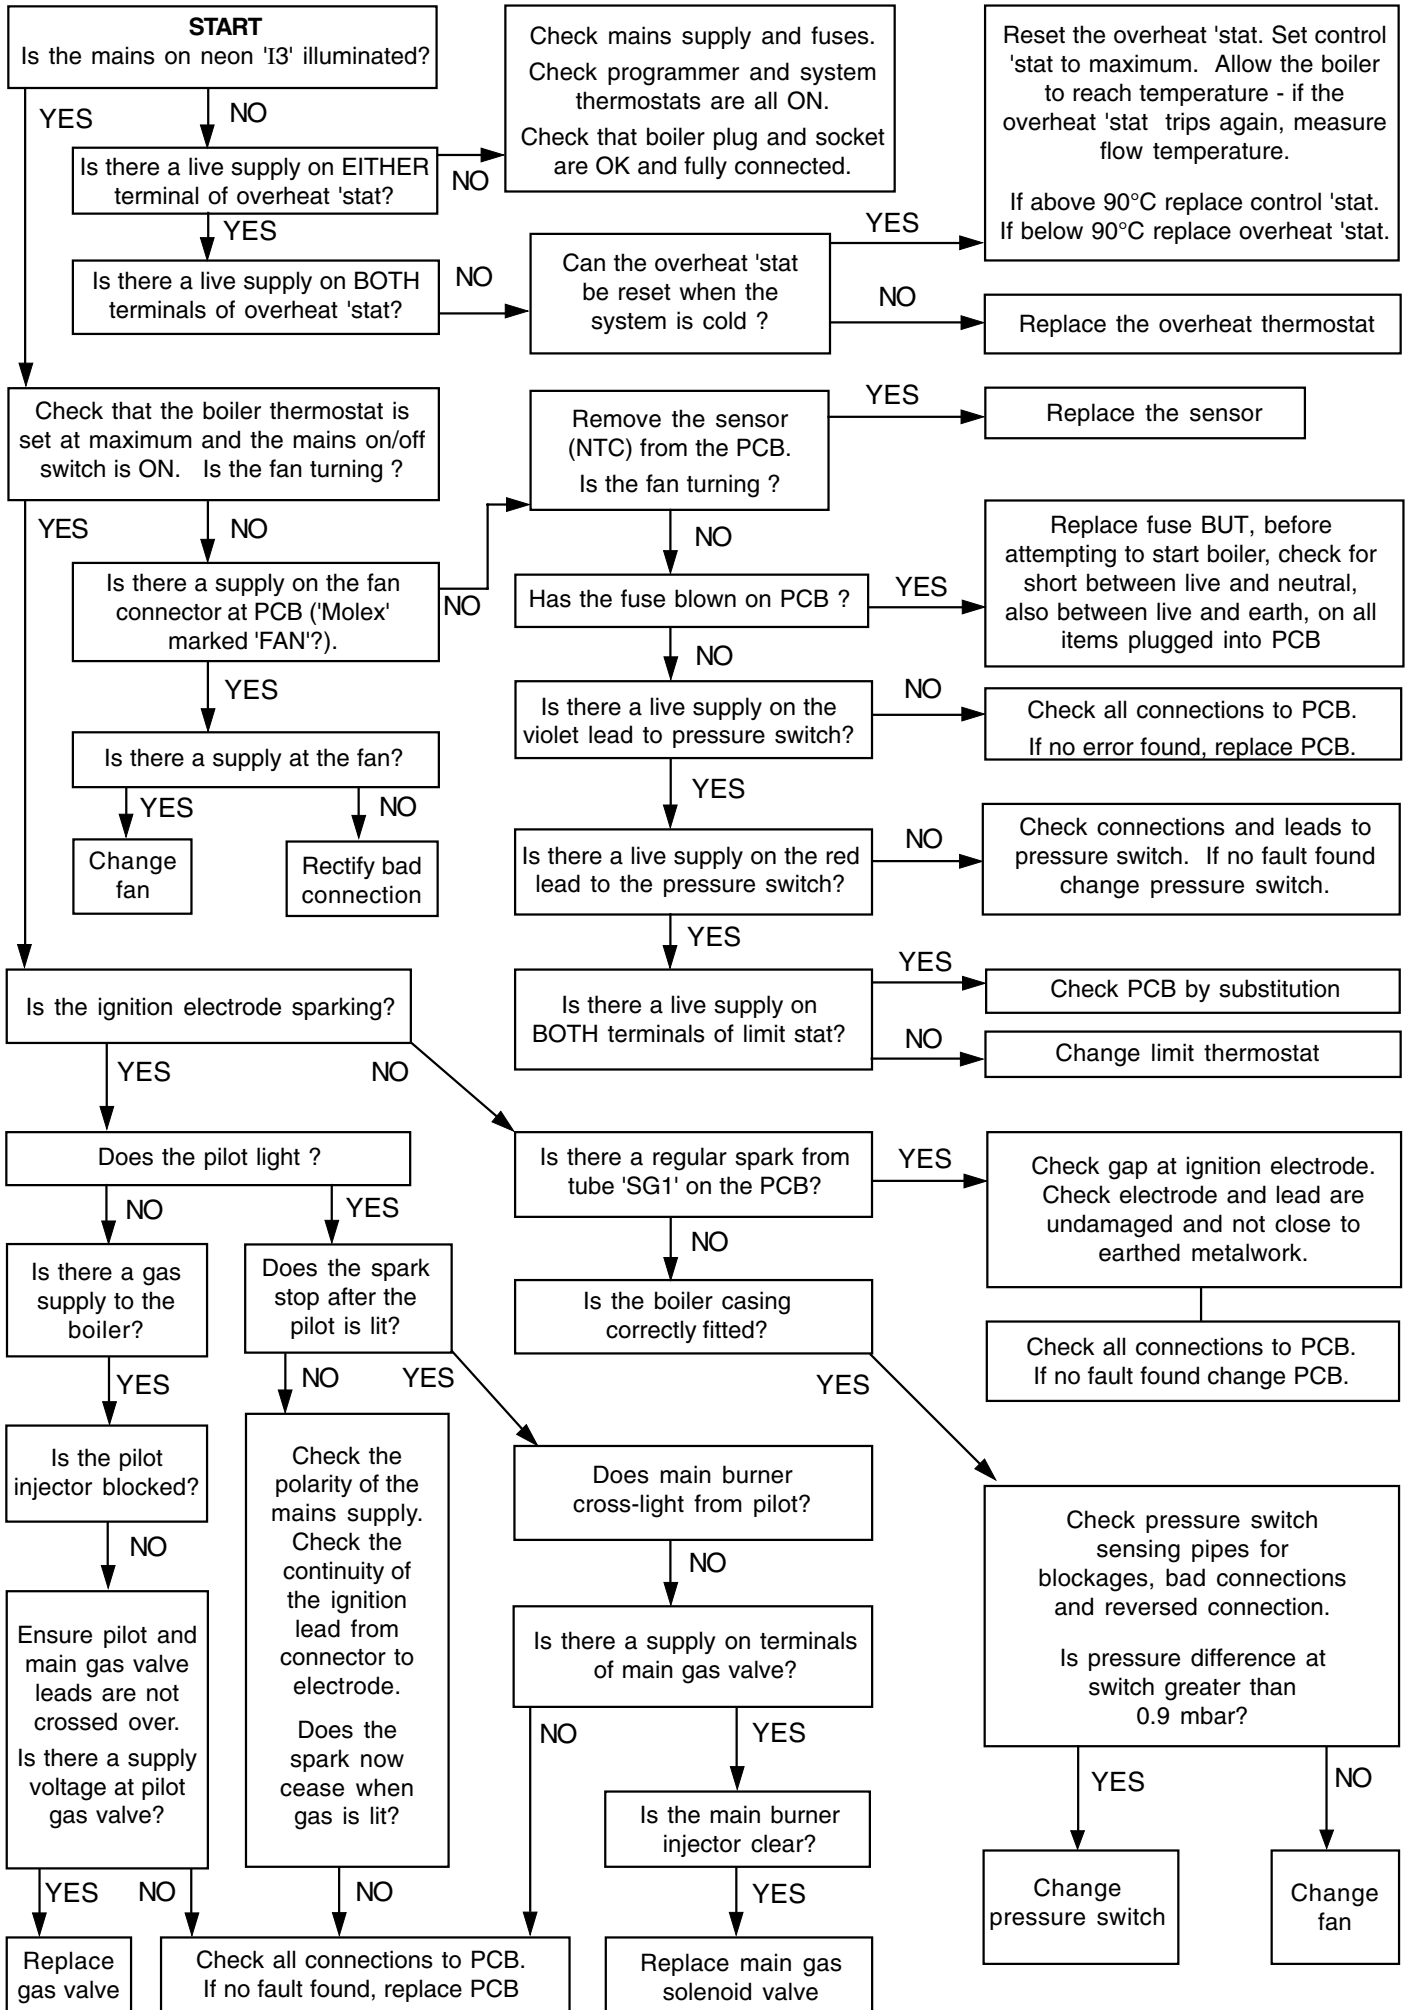 START
Is the mains on neon 'I3' illuminated?
YES
NO
Is there a live supply on EITHER
terminal of overheat 'stat?
NO
Check mains supply and fuses.
Check programmer and system
thermostats are all ON.
Check that boiler plug and socket
are OK and fully connected.
YES
Is there a live supply on BOTH
terminals of overheat 'stat?
NO
Can the overheat 'stat
be reset when the
system is cold ?
YES
Reset the overheat 'stat. Set control
'stat to maximum. Allow the boiler
to reach temperature - if the
overheat 'stat trips again, measure
flow temperature.
If above 90°C replace control 'stat.
If below 90°C replace overheat 'stat.
NO
Replace the overheat thermostat
Check that the boiler thermostat is
set at maximum and the mains on/off
switch is ON. Is the fan turning ?
YES
NO
Is there a supply on the fan
connector at PCB ('Molex'
marked 'FAN'?).
NO
YES
Is there a supply at the fan?
YES
NO
Change
fan
Rectify bad
connection
Remove the sensor
(NTC) from the PCB.
Is the fan turning ?
YES
Replace the sensor
NO
Has the fuse blown on PCB ?
YES
Replace fuse BUT, before
attempting to start boiler, check for
short between live and neutral,
also between live and earth, on all
items plugged into PCB
NO
Is there a live supply on the
violet lead to pressure switch?
NO
Check all connections to PCB.
If no error found, replace PCB.
YES
Is there a live supply on the red
lead to the pressure switch?
NO
Check connections and leads to
pressure switch. If no fault found
change pressure switch.
YES
Is there a live supply on
BOTH terminals of limit stat?
YES
Check PCB by substitution
NO
Change limit thermostat
Is the ignition electrode sparking?
YES
NO
Does the pilot light ?
NO
YES
Is there a regular spark from
tube 'SG1' on the PCB?
YES
Check gap at ignition electrode.
Check electrode and lead are
undamaged and not close to
earthed metalwork.
Check all connections to PCB.
If no fault found change PCB.
NO
Is the boiler casing
correctly fitted?
YES
Is there a gas
supply to the
boiler?
YES
Is the pilot
injector blocked?
NO
Ensure pilot and
main gas valve
leads are not
crossed over.
Is there a supply
voltage at pilot
gas valve?
YES
NO
Replace
gas valve
Does the spark
stop after the
pilot is lit?
NO
YES
Check the
polarity of the
mains supply.
Check the
continuity of
the ignition
lead from
connector to
electrode.
Does the
spark now
cease when
gas is lit?
NO
Check all connections to PCB.
If no fault found, replace PCB
Does main burner
cross-light from pilot?
NO
Is there a supply on terminals
of main gas valve?
NO
YES
Is the main burner
injector clear?
YES
Replace main gas
solenoid valve
Check pressure switch
sensing pipes for
blockages, bad connections
and reversed connection.
Is pressure difference at
switch greater than
0.9 mbar?
YES
NO
Change
pressure switch
Change
fan